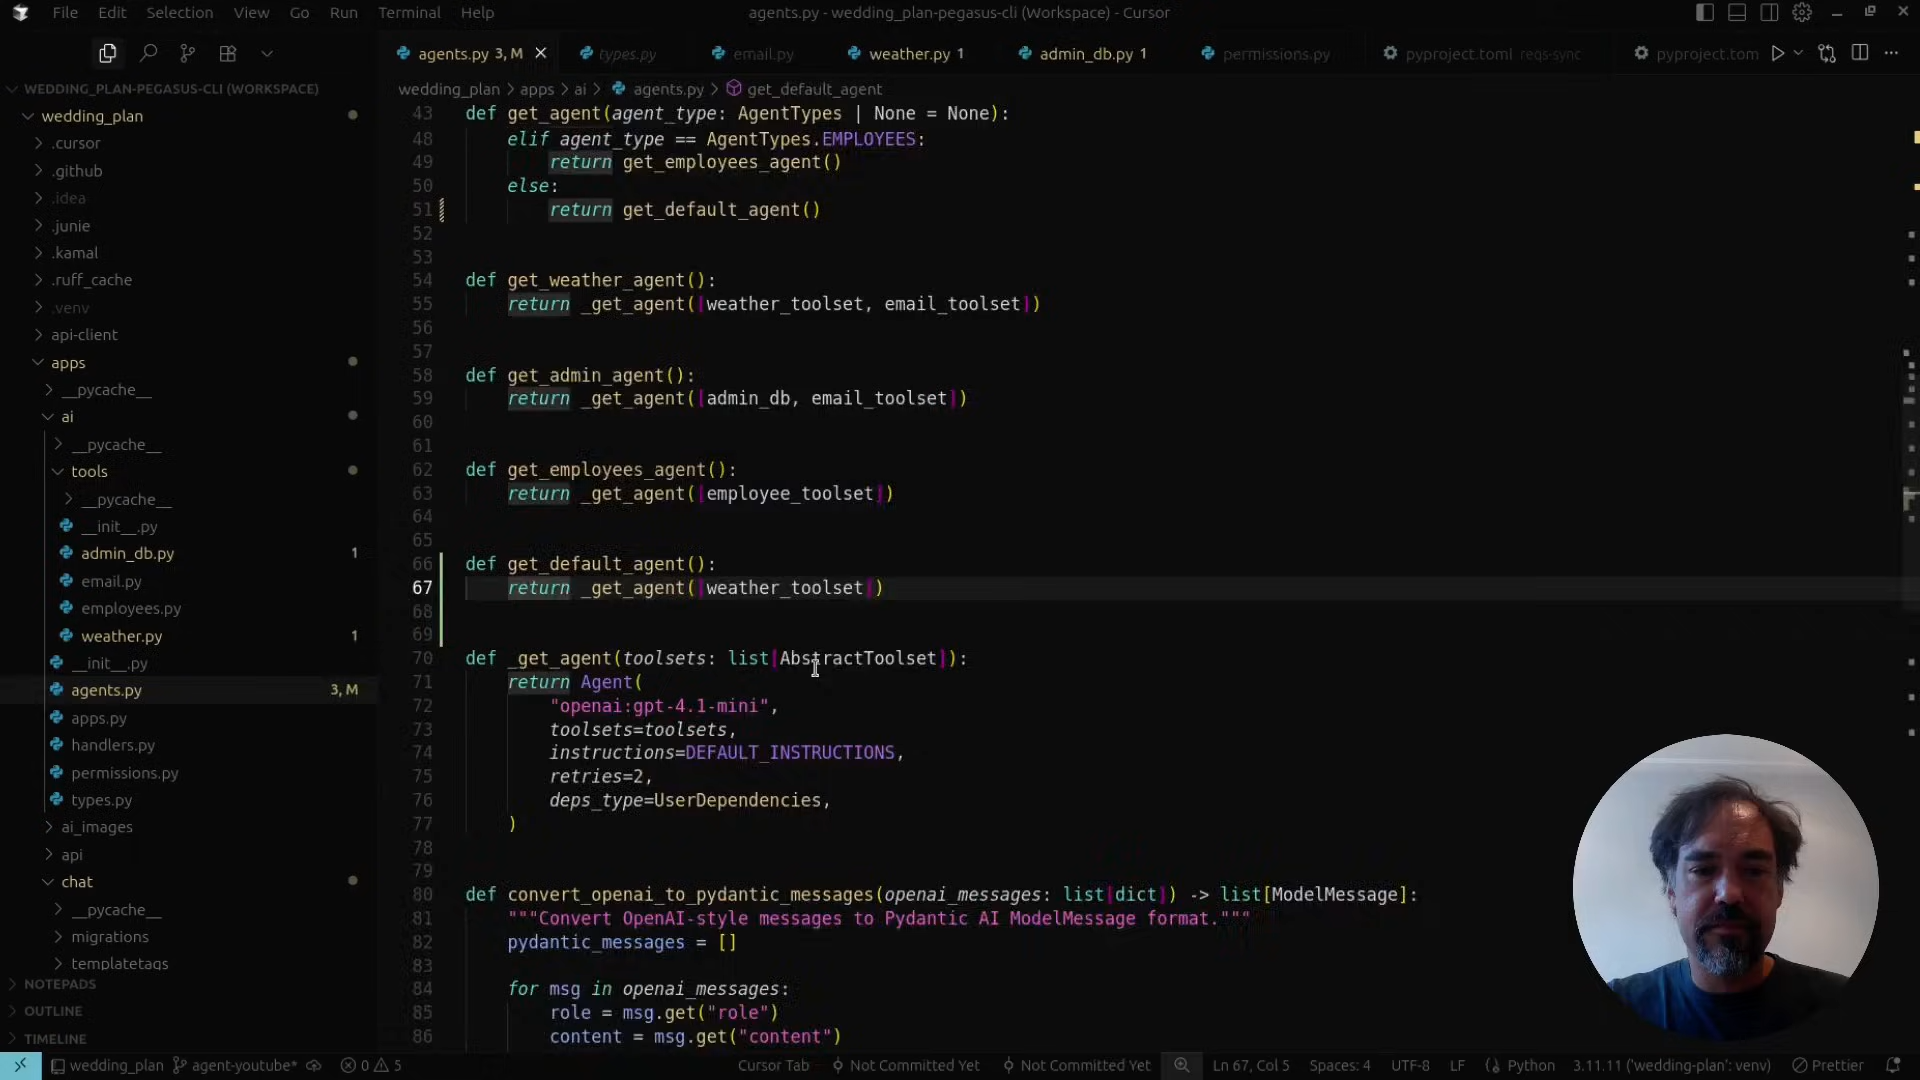 File Edit Selection View Go Run Terminal Help agents.py - wedding_plan-pegasus-cli (Workspace) - Cursor
agents.py 3, M types.py email.py weather.py 1 admin_db.py 1 permissions.py pyproject.toml reqs-sync pyproject.tom
WEDDING_PLAN-PEGASUS-CLI (WORKSPACE)
wedding_plan
.cursor
.github
.idea
.junie
.kamal
.ruff_cache
.venv
api-client
apps
__pycache__
ai
__pycache__
tools
__pycache__
__init__.py
admin_db.py 1
email.py
employees.py
weather.py 1
__init__.py
agents.py 3, M
apps.py
handlers.py
permissions.py
types.py
ai_images
api
chat
__pycache__
migrations
templatetags
NOTEPADS
OUTLINE
TIMELINE
wedding_plan > apps > ai > agents.py > get_default_agent
43 def get_agent(agent_type: AgentTypes | None = None):
48 elif agent_type == AgentTypes.EMPLOYEES:
49 return get_employees_agent()
50 else:
51 return get_default_agent()
52
53
54 def get_weather_agent():
55 return _get_agent([weather_toolset, email_toolset])
56
57
58 def get_admin_agent():
59 return _get_agent([admin_db, email_toolset])
60
61
62 def get_employees_agent():
63 return _get_agent([employee_toolset])
64
65
66 def get_default_agent():
67 return _get_agent([weather_toolset])
68
69
70 def _get_agent(toolsets: list[AbstractToolset]):
71 return Agent(
72 "openai:gpt-4.1-mini",
73 toolsets=toolsets,
74 instructions=DEFAULT_INSTRUCTIONS,
75 retries=2,
76 deps_type=UserDependencies,
77 )
78
79
80 def convert_openai_to_pydantic_messages(openai_messages: list[dict]) -> list[ModelMessage]:
81 """Convert OpenAI-style messages to Pydantic AI ModelMessage format."""
82 pydantic_messages = []
83
84 for msg in openai_messages:
85 role = msg.get("role")
86 content = msg.get("content")
wedding_plan agent-youtube* 0 5 Cursor Tab Not Committed Yet Not Committed Yet Ln 67, Col 5 Spaces: 4 UTF-8 LF Python 3.11.11 ('wedding-plan': venv) Prettier